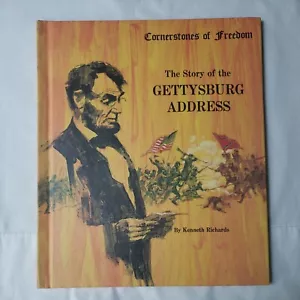 Cornerstones of Freedom
The Story of the
GETTYSBURG
ADDRESS
By Kenneth Richards